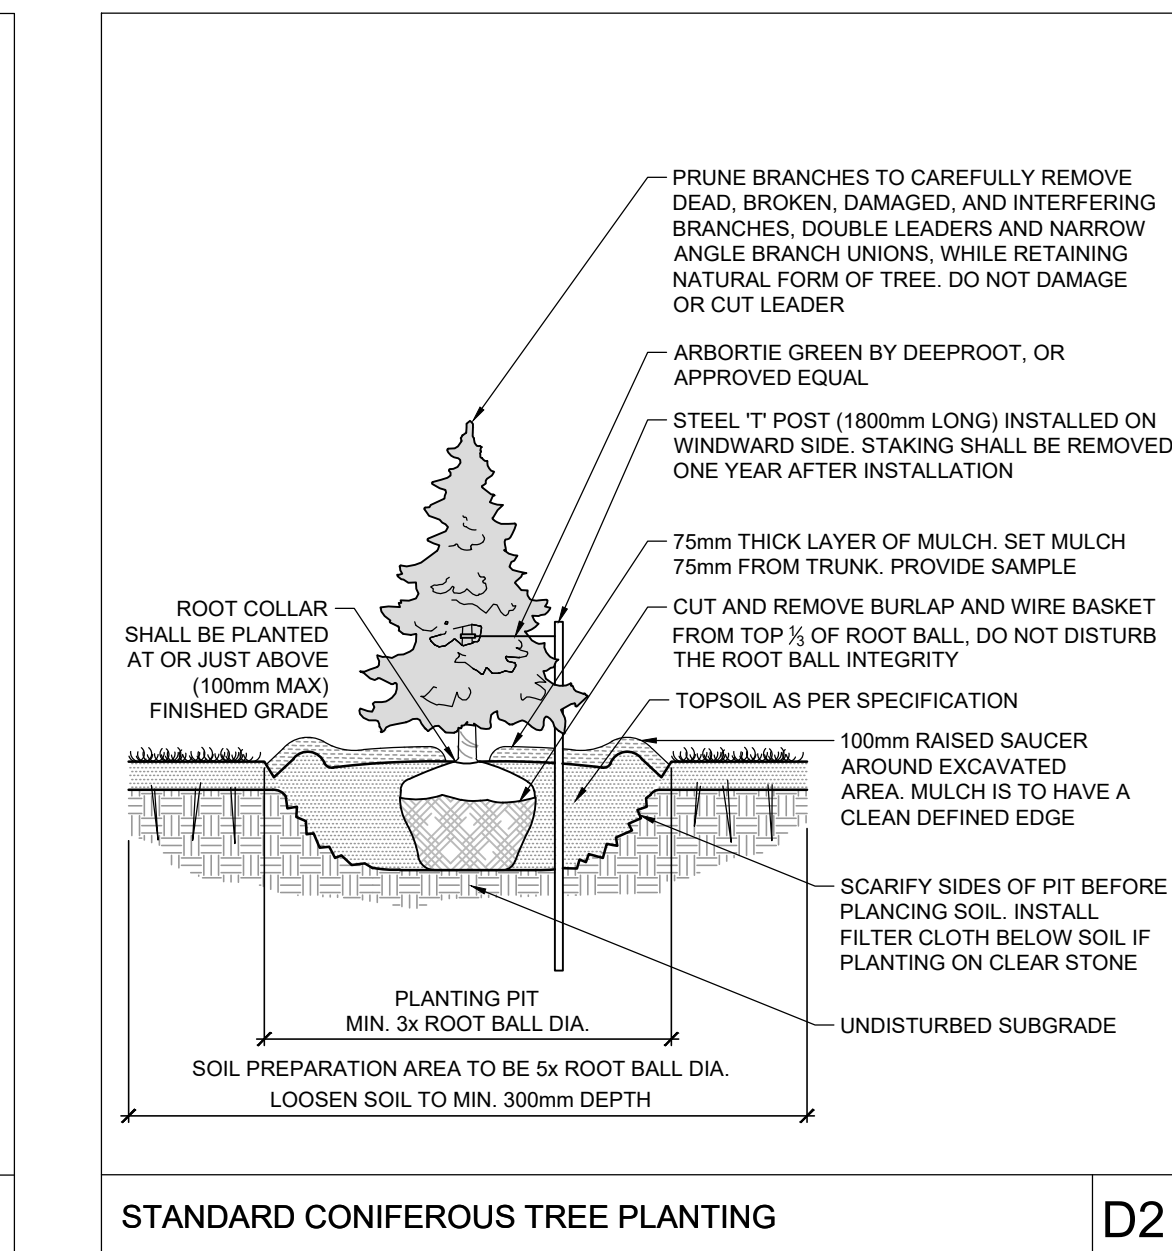 PRUNE BRANCHES TO CAREFULLY REMOVE
DEAD, BROKEN, DAMAGED, AND INTERFERING
BRANCHES, DOUBLE LEADERS AND NARROW
ANGLE BRANCH UNIONS, WHILE RETAINING
NATURAL FORM OF TREE. DO NOT DAMAGE
OR CUT LEADER
ARBORTIE GREEN BY DEEPROOT, OR
APPROVED EQUAL
STEEL 'T' POST (1800mm LONG) INSTALLED ON
WINDWARD SIDE. STAKING SHALL BE REMOVED
ONE YEAR AFTER INSTALLATION
75mm THICK LAYER OF MULCH. SET MULCH
75mm FROM TRUNK. PROVIDE SAMPLE
CUT AND REMOVE BURLAP AND WIRE BASKET
FROM TOP ⅓ OF ROOT BALL, DO NOT DISTURB
THE ROOT BALL INTEGRITY
ROOT COLLAR
SHALL BE PLANTED
AT OR JUST ABOVE
(100mm MAX)
FINISHED GRADE
TOPSOIL AS PER SPECIFICATION
100mm RAISED SAUCER
AROUND EXCAVATED
AREA. MULCH IS TO HAVE A
CLEAN DEFINED EDGE
SCARIFY SIDES OF PIT BEFORE
PLANCING SOIL. INSTALL
FILTER CLOTH BELOW SOIL IF
PLANTING ON CLEAR STONE
UNDISTURBED SUBGRADE
PLANTING PIT
MIN. 3x ROOT BALL DIA.
SOIL PREPARATION AREA TO BE 5x ROOT BALL DIA.
LOOSEN SOIL TO MIN. 300mm DEPTH
STANDARD CONIFEROUS TREE PLANTING
D2